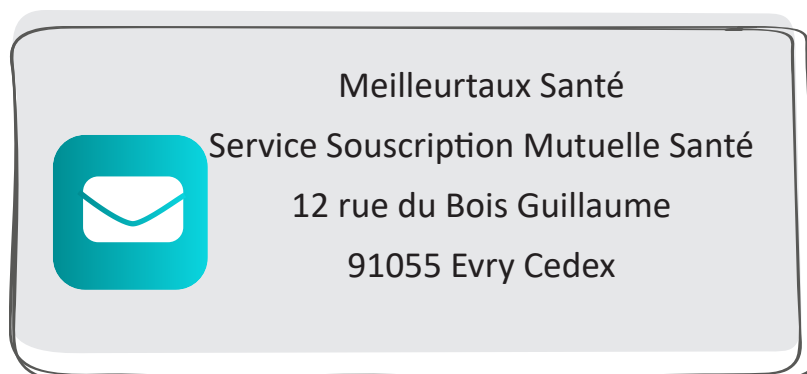 Meilleurtaux Santé
Service Souscription Mutuelle Santé
12 rue du Bois Guillaume
91055 Evry Cedex